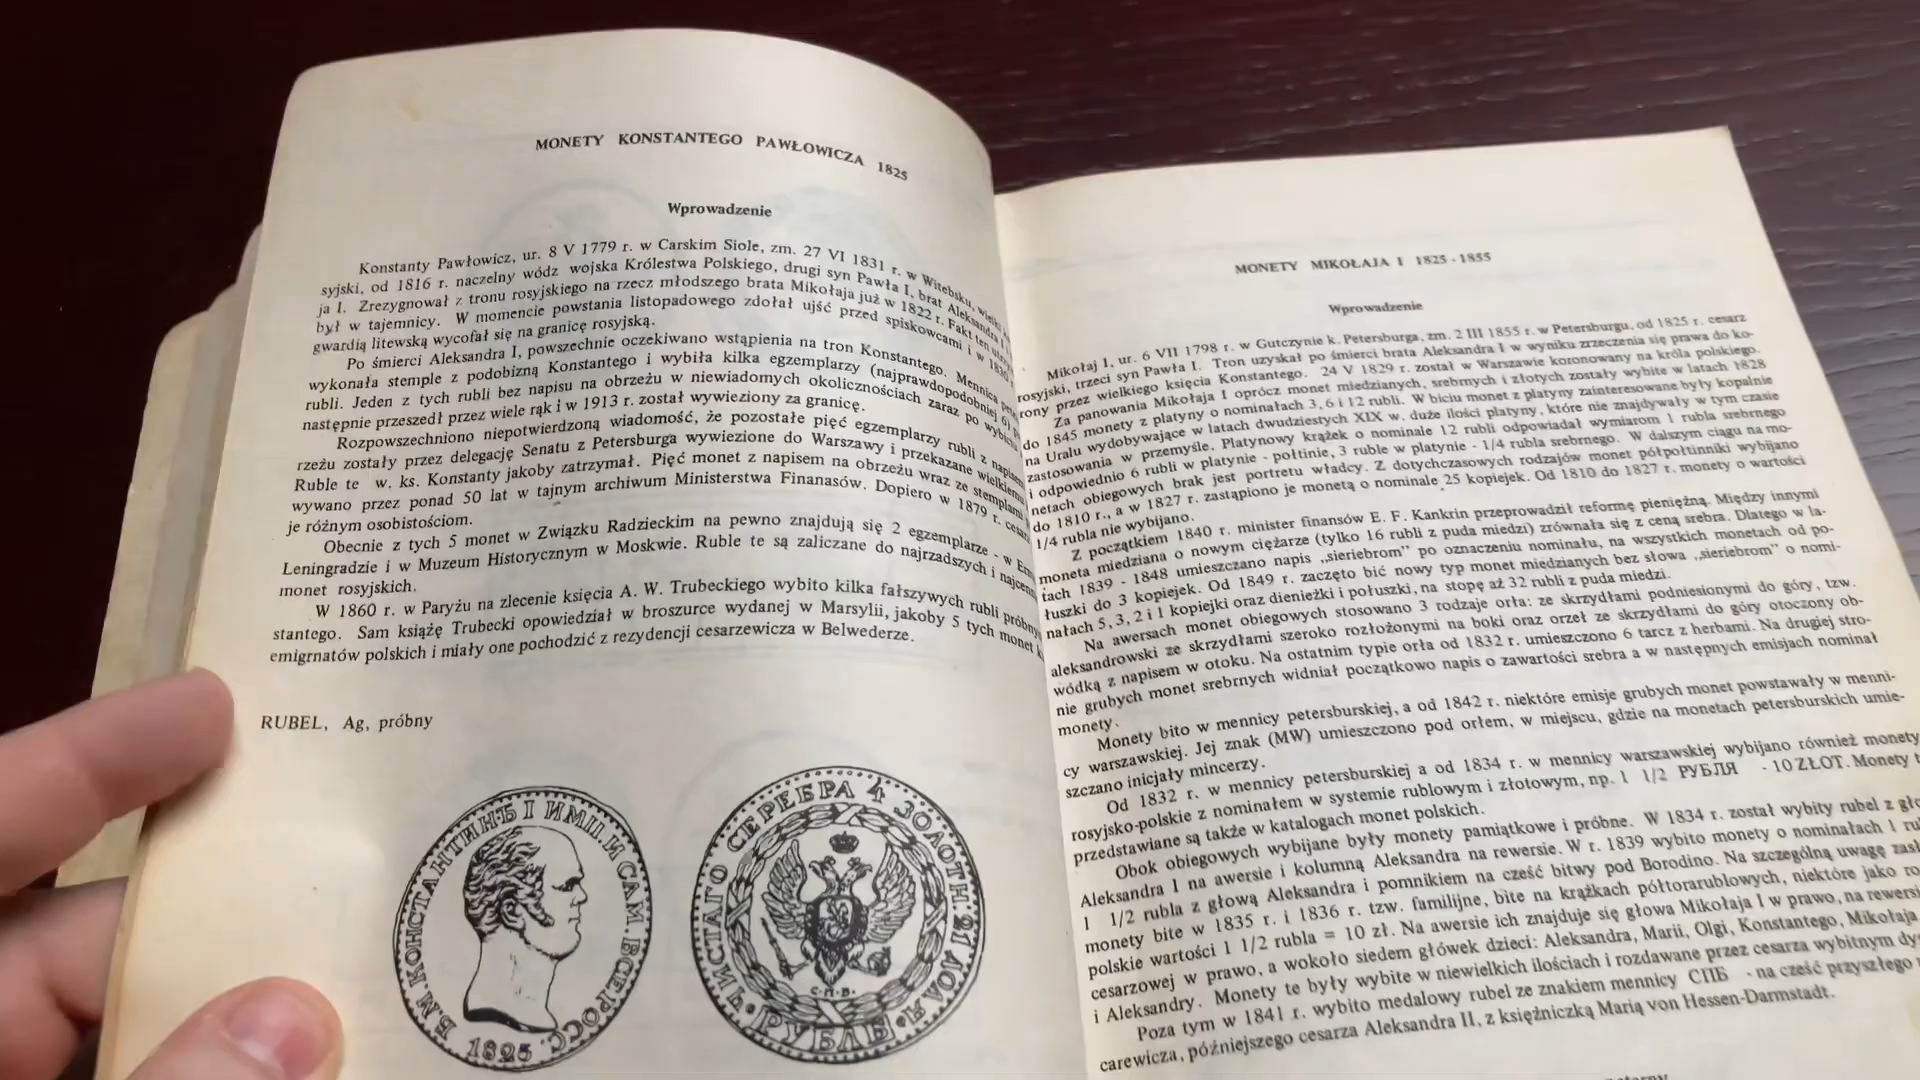 MONETY KONSTANTEGO PAWŁOWICZA 1825
Wprowadzenie
Konstanty Pawłowicz, ur. 8 V 1779 r. w Carskim Siole, zm. 27 VI 1831 r. w Witebsku, wielki
syjski, od 1816 r. naczelny wódz wojska Królestwa Polskiego, drugi syn Pawła I, brat Aleksandra
ja I. Zrezygnował z tronu rosyjskiego na rzecz młodszego brata Mikołaja już w 1822 r. Fakt ten
był w tajemnicy. W momencie powstania listopadowego zdołał ujść przed spiskowcami i w 1830
gwardią litewską wycofał się na granicę rosyjską.
Po śmierci Aleksandra I, powszechnie oczekiwano wstąpienia na tron Konstantego. Mennica
wykonała stemple z podobizną Konstantego i wybiła kilka egzemplarzy (najprawdopodobniej 6)
rubli. Jeden z tych rubli bez napisu na obrzeżu w niewiadomych okolicznościach zaraz po wybiciu
następnie przeszedł przez wiele rąk i w 1913 r. został wywieziony za granicę.
Rozpowszechniono niepotwierdzoną wiadomość, że pozostałe pięć egzemplarzy rubli z napisem
rzeżu zostały przez delegację Senatu z Petersburga wywiezione do Warszawy i przekazane wielkiemu
Ruble te w. ks. Konstanty jakoby zatrzymał. Pięć monet z napisem na obrzeżu wraz ze stemplami
wywano przez ponad 50 lat w tajnym archiwum Ministerstwa Finanasów. Dopiero w 1879 r.
je różnym osobistościom.
Obecnie z tych 5 monet w Związku Radzieckim na pewno znajdują się 2 egzemplarze - w
Leningradzie i w Muzeum Historycznym w Moskwie. Ruble te są zaliczane do najrzadszych i
monet rosyjskich.
W 1860 r. w Paryżu na zlecenie księcia A. W. Trubeckiego wybito kilka fałszywych rubli
stantego. Sam książę Trubecki opowiedział w broszurce wydanej w Marsylii, jakoby 5 tych monet
emigrnatów polskich i miały one pochodzić z rezydencji cesarzewicza w Belwederze.
RUBEL, Ag, próbny
Б.М. КОНСТАНТИНЪ I ИМП. И САМ. ВСЕРОСС.
1825
ЧИСТАГО СЕРЕБРА 4 ЗОЛОТН: 21 ДОЛЯ
С.П.Б.
РУБЛЬ
MONETY MIKOŁAJA I 1825 - 1855
Wprowadzenie
Mikołaj I, ur. 6 VII 1798 r. w Gutczynie k. Petersburga, zm. 2 III 1855 r. w Petersburgu, od 1825 r. cesarz
rosyjski, trzeci syn Pawła I. Tron uzyskał po śmierci brata Aleksandra I w wyniku zrzeczenia się prawa do ko-
rony przez wielkiego księcia Konstantego. 24 V 1829 r. został w Warszawie koronowany na króla polskiego.
Za panowania Mikołaja I oprócz monet miedzianych, srebrnych i złotych zostały wybite w latach 1828
do 1845 monety z platyny o nominałach 3, 6 i 12 rubli. W biciu monet z platyny zainteresowane były kopalnie
na Uralu wydobywające w latach dwudziestych XIX w. duże ilości platyny, które nie znajdywały w tym czasie
zastosowania w przemyśle. Platynowy krążek o nominale 12 rubli odpowiadał wymiarom 1 rubla srebrnego
i odpowiednio 6 rubli w platynie - połtinie, 3 ruble w platynie - 1/4 rubla srebrnego. W dalszym ciągu na mo-
netach obiegowych brak jest portretu władcy. Z dotychczasowych rodzajów monet półpołtinniki wybijano
do 1810 r., a w 1827 r. zastąpiono je monetą o nominale 25 kopiejek. Od 1810 do 1827 r. monety o wartości
1/4 rubla nie wybijano.
Z początkiem 1840 r. minister finansów E. F. Kankrin przeprowadził reformę pieniężną. Między innymi
moneta miedziana o nowym ciężarze (tylko 16 rubli z puda miedzi) zrównała się z ceną srebra. Dlatego w la-
tach 1839 - 1848 umieszczano napis „sieriebrom” po oznaczeniu nominału, na wszystkich monetach od po-
łuszki do 3 kopiejek. Od 1849 r. zaczęto bić nowy typ monet miedzianych bez słowa „sieriebrom” o nomi-
nałach 5, 3, 2 i 1 kopiejki oraz dienieżki i połuszki, na stopę aż 32 rubli z puda miedzi.
Na awersach monet obiegowych stosowano 3 rodzaje orła: ze skrzydłami podniesionymi do góry, tzw.
aleksandrowski ze skrzydłami szeroko rozłożonymi na boki oraz orzeł ze skrzydłami do góry otoczony ob-
wódką z napisem w otoku. Na ostatnim typie orła od 1832 r. umieszczono 6 tarcz z herbami. Na drugiej stro-
nie grubych monet srebrnych widniał początkowo napis o zawartości srebra a w następnych emisjach nominał
monety.
Monety bito w mennicy petersburskiej, a od 1842 r. niektóre emisje grubych monet powstawały w menni-
cy warszawskiej. Jej znak (MW) umieszczono pod orłem, w miejscu, gdzie na monetach petersburskich umie-
szczano inicjały mincerzy.
Od 1832 r. w mennicy petersburskiej a od 1834 r. w mennicy warszawskiej wybijano również monety
rosyjsko-polskie z nominałem w systemie rublowym i złotowym, np. 1 1/2 РУБЛЯ - 10 ZŁOT. Monety
przedstawiane są także w katalogach monet polskich.
Obok obiegowych wybijane były monety pamiątkowe i próbne. W 1834 r. został wybity rubel z
Aleksandra I na awersie i kolumną Aleksandra na rewersie. W r. 1839 wybito monety o nominałach 1
1 1/2 rubla z głową Aleksandra i pomnikiem na cześć bitwy pod Borodino. Na szczególną uwagę
monety bite w 1835 r. i 1836 r. tzw. familijne, bite na krążkach półtorarublowych, niektóre jako
polskie wartości 1 1/2 rubla = 10 zł. Na awersie ich znajduje się głowa Mikołaja I w prawo, na
cesarzowej w prawo, a wokoło siedem główek dzieci: Aleksandra, Marii, Olgi, Konstantego, Mikołaja
i Aleksandry. Monety te były wybite w niewielkich ilościach i rozdawane przez cesarza wybitnym
Poza tym w 1841 r. wybito medalowy rubel ze znakiem mennicy СПБ - na cześć przyszłego
carewicza, późniejszego cesarza Aleksandra II, z księżniczką Marią von Hessen-Darmstadt.